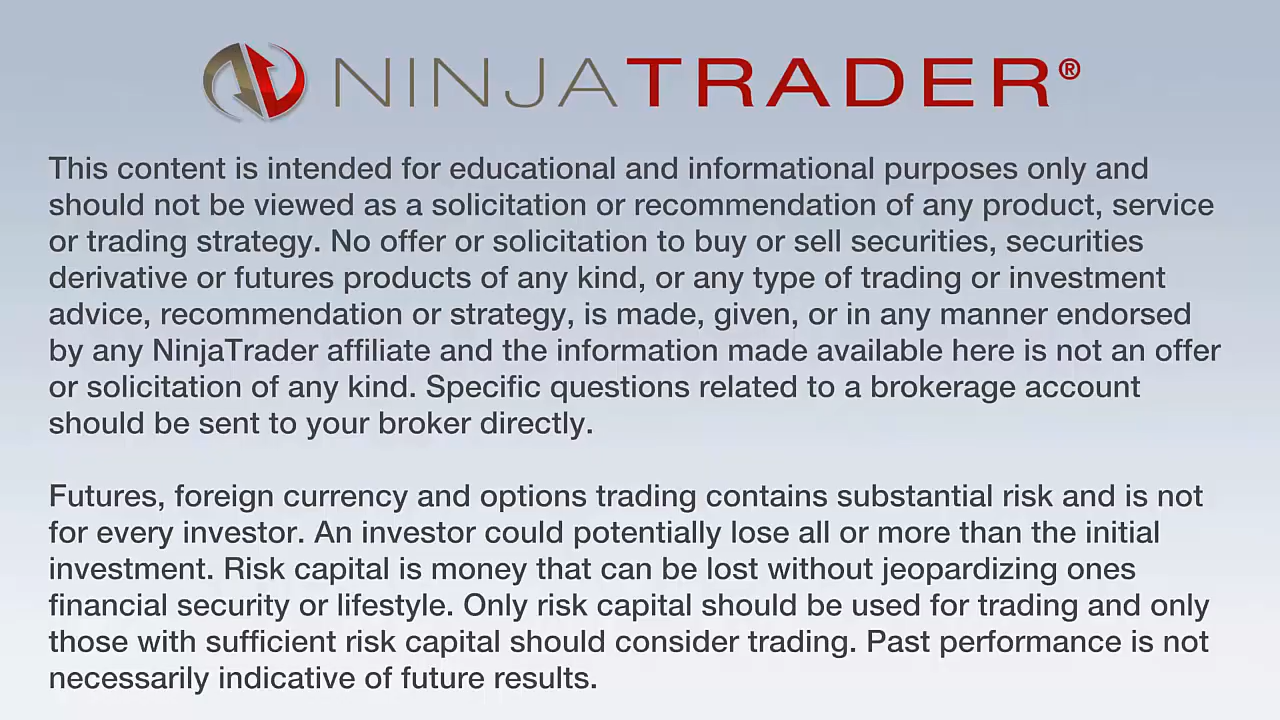 NINJATRADER®
This content is intended for educational and informational purposes only and
should not be viewed as a solicitation or recommendation of any product, service
or trading strategy. No offer or solicitation to buy or sell securities, securities
derivative or futures products of any kind, or any type of trading or investment
advice, recommendation or strategy, is made, given, or in any manner endorsed
by any NinjaTrader affiliate and the information made available here is not an offer
or solicitation of any kind. Specific questions related to a brokerage account
should be sent to your broker directly.
Futures, foreign currency and options trading contains substantial risk and is not
for every investor. An investor could potentially lose all or more than the initial
investment. Risk capital is money that can be lost without jeopardizing ones
financial security or lifestyle. Only risk capital should be used for trading and only
those with sufficient risk capital should consider trading. Past performance is not
necessarily indicative of future results.